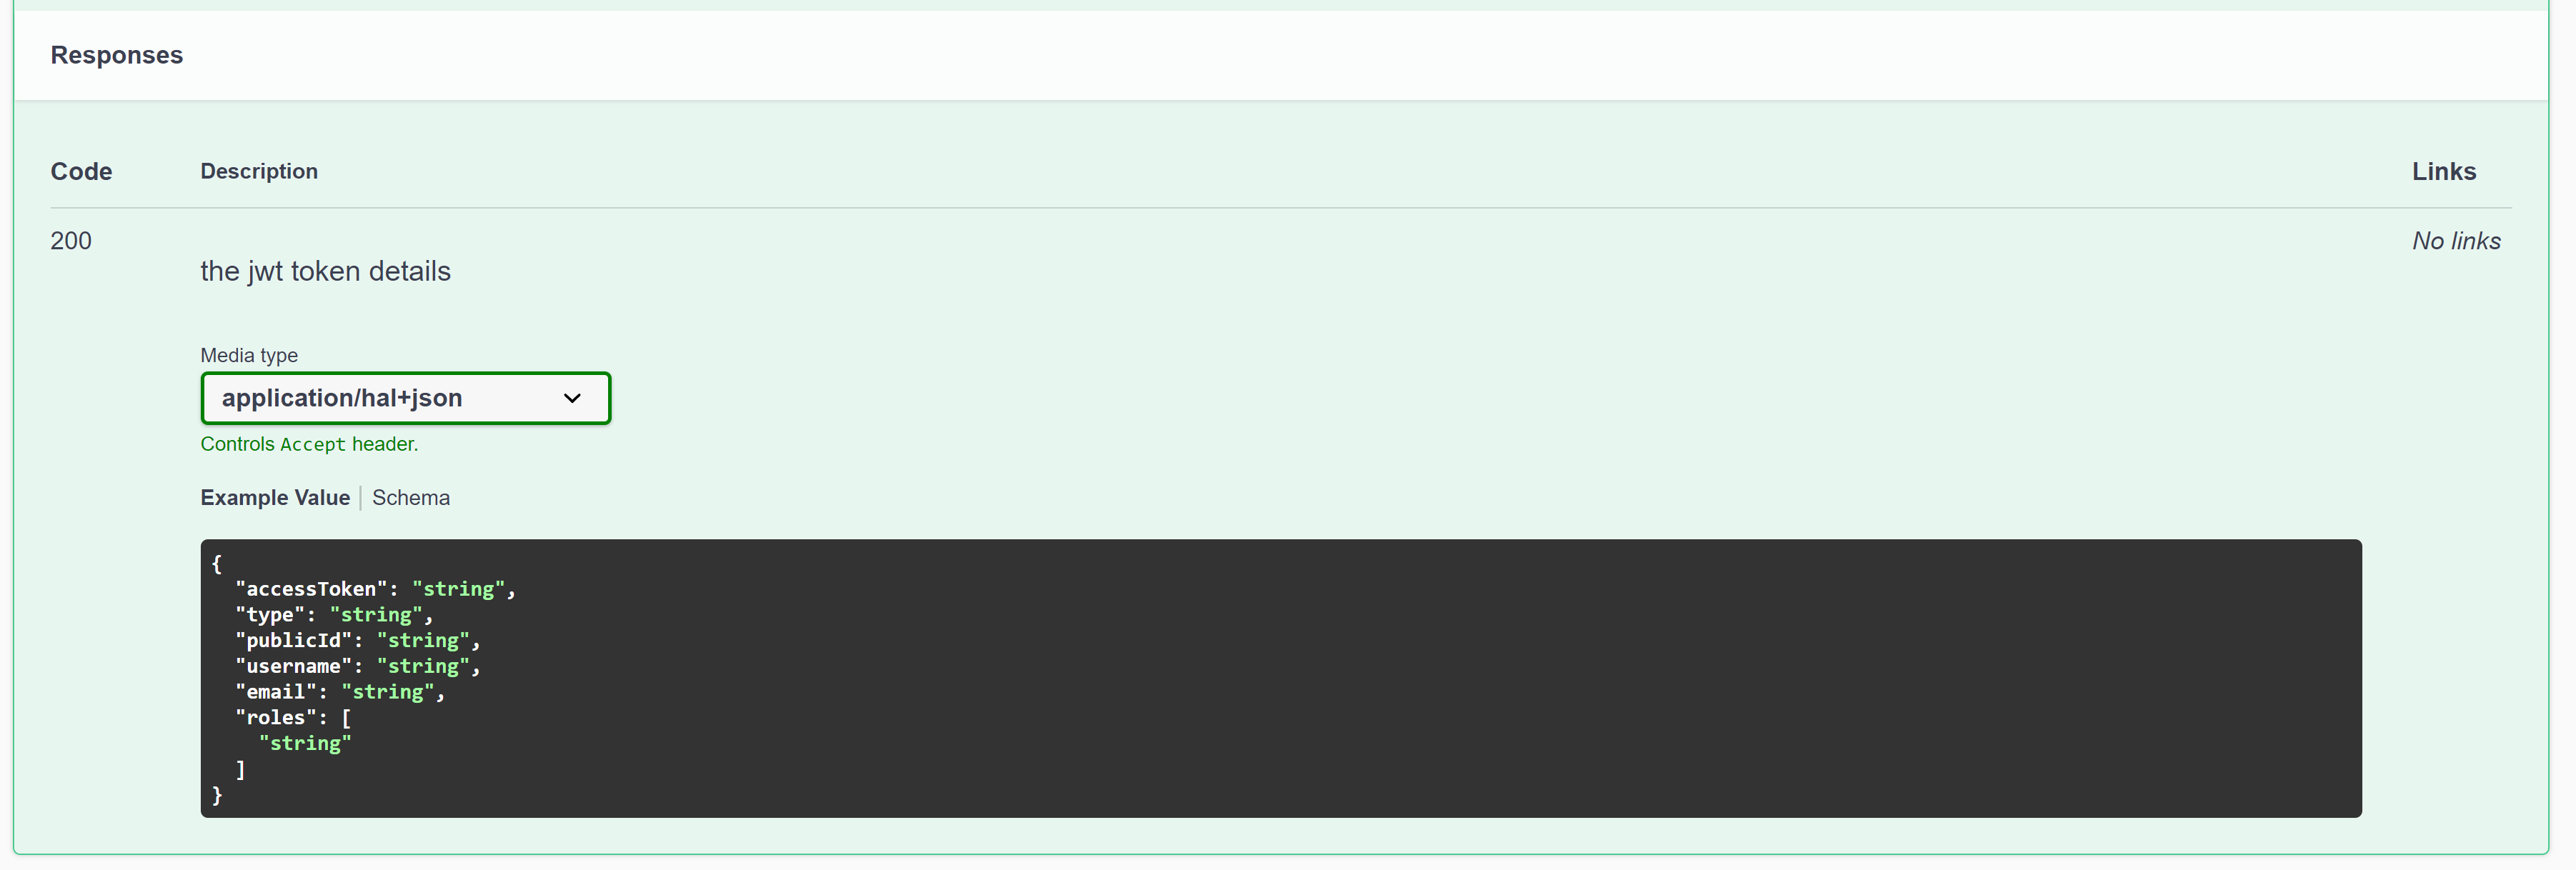 Responses
Code Description Links
200 No links
the jwt token details
Media type
application/hal+json
Controls Accept header.
Example Value Schema
{
  "accessToken": "string",
  "type": "string",
  "publicId": "string",
  "username": "string",
  "email": "string",
  "roles": [
    "string"
  ]
}